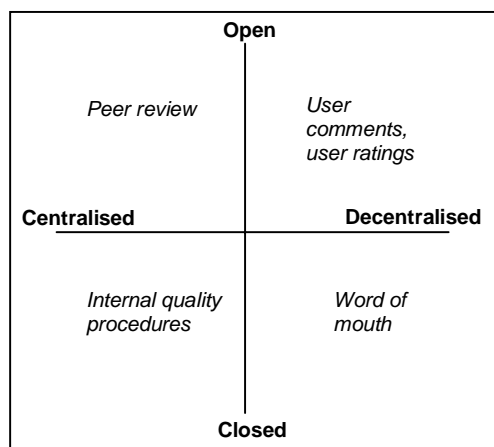 Open
Peer review
User
comments,
user ratings
Centralised
Decentralised
Internal quality
procedures
Word of
mouth
Closed